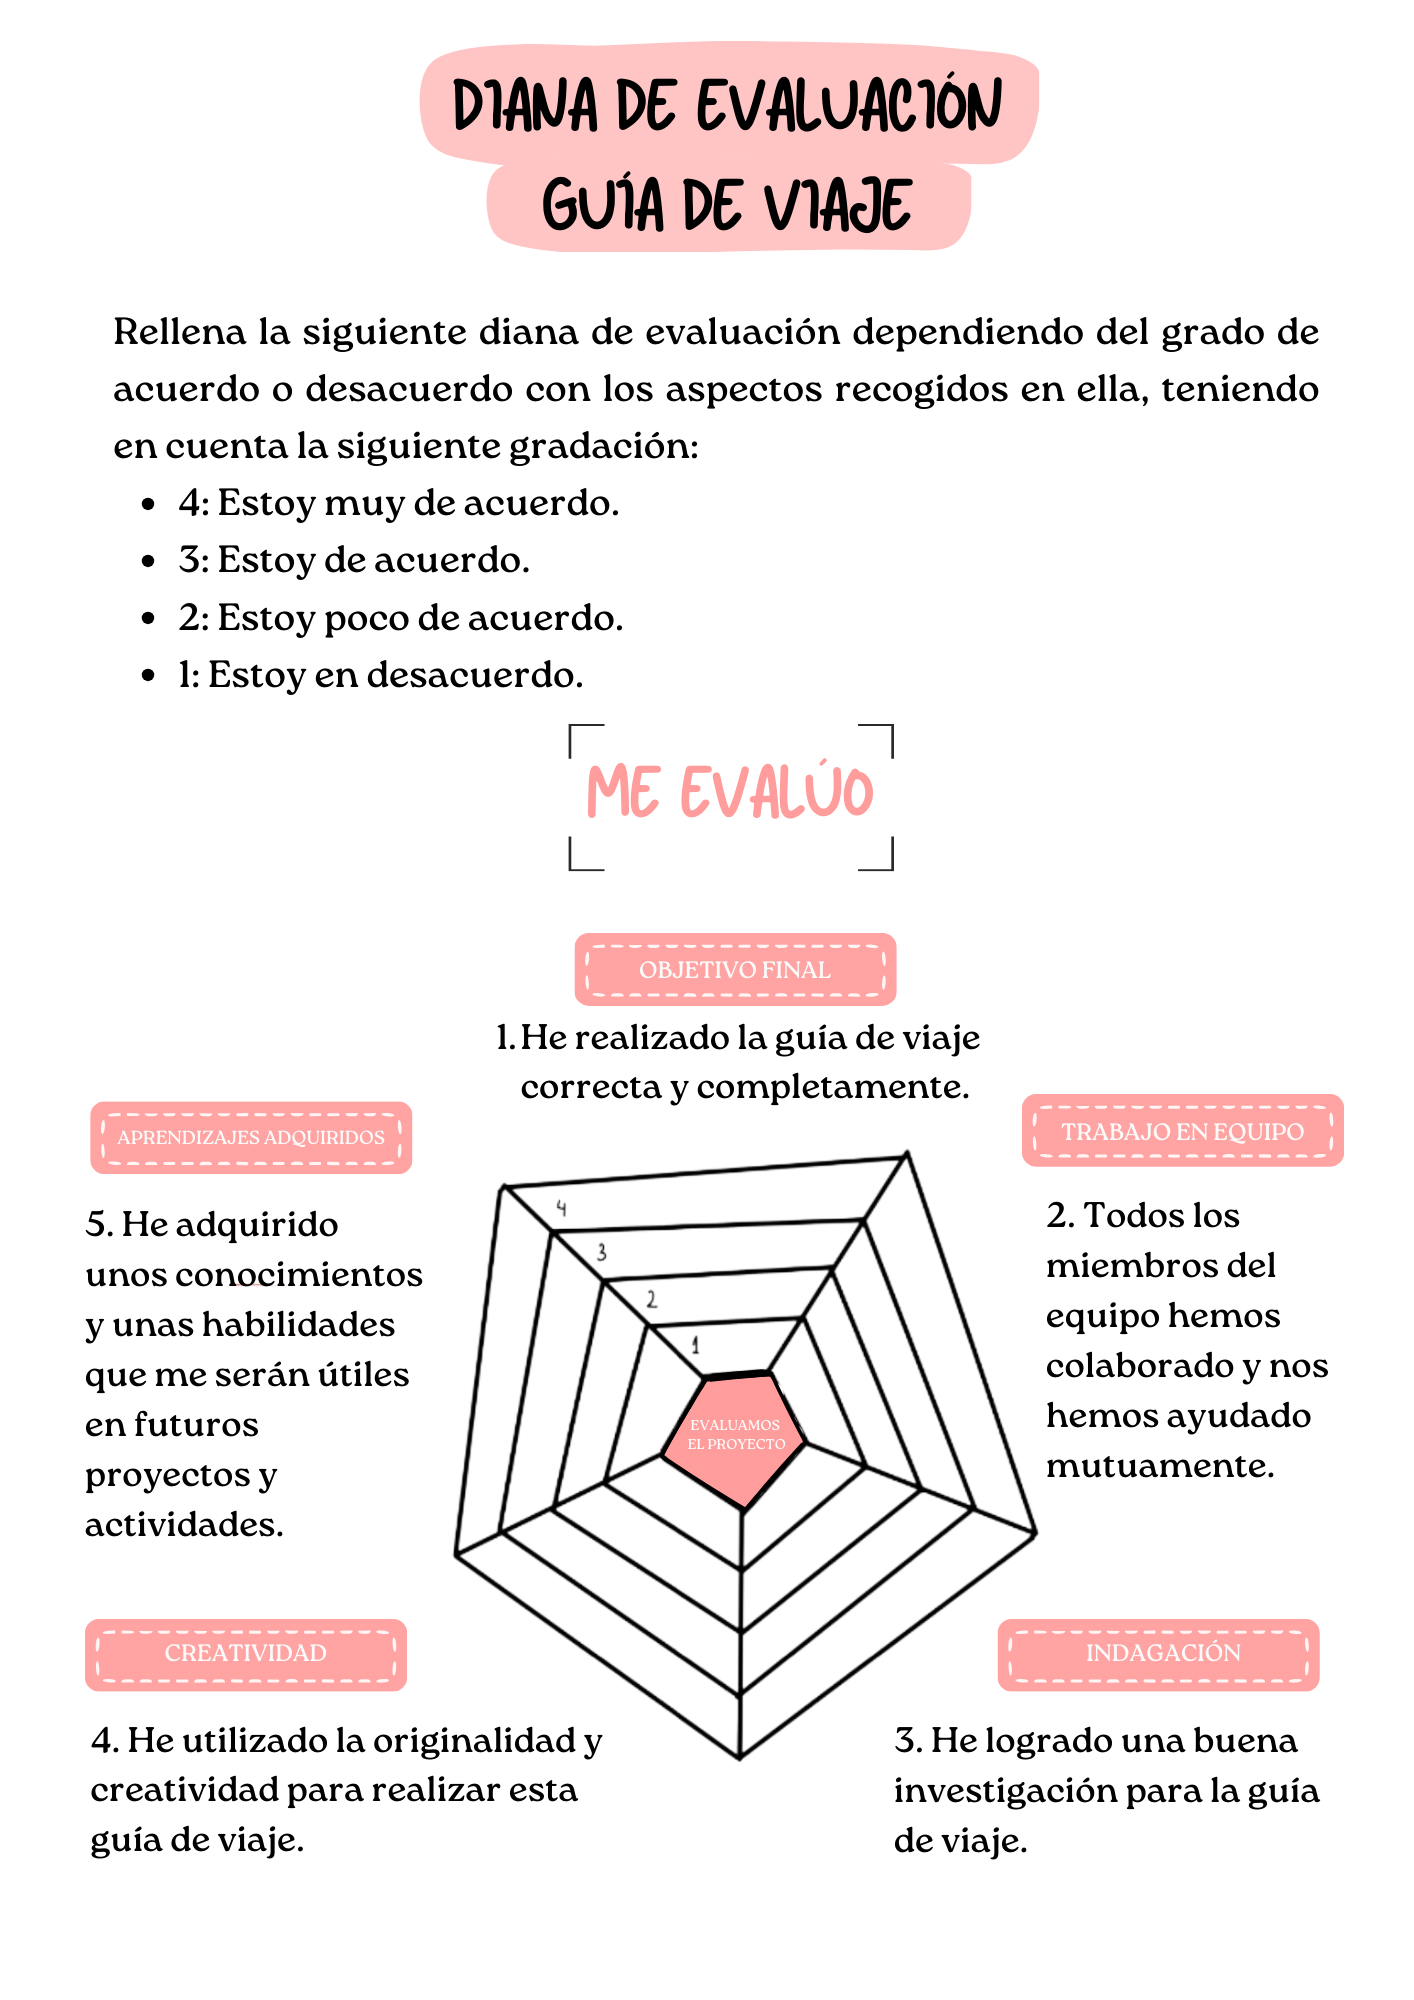 DIANA DE EVALUACIÓN
GUÍA DE VIAJE
Rellena la siguiente diana de evaluación dependiendo del grado de
acuerdo o desacuerdo con los aspectos recogidos en ella, teniendo
en cuenta la siguiente gradación:
• 4: Estoy muy de acuerdo.
• 3: Estoy de acuerdo.
• 2: Estoy poco de acuerdo.
• 1: Estoy en desacuerdo.
ME EVALÚO
OBJETIVO FINAL
1. He realizado la guía de viaje
correcta y completamente.
TRABAJO EN EQUIPO
2. Todos los
miembros del
equipo hemos
colaborado y nos
hemos ayudado
mutuamente.
APRENDIZAJES ADQUIRIDOS
5. He adquirido
unos conocimientos
y unas habilidades
que me serán útiles
en futuros
proyectos y
actividades.
4
3
2
1
EVALUAMOS
EL PROYECTO
CREATIVIDAD
4. He utilizado la originalidad y
creatividad para realizar esta
guía de viaje.
INDAGACIÓN
3. He logrado una buena
investigación para la guía
de viaje.